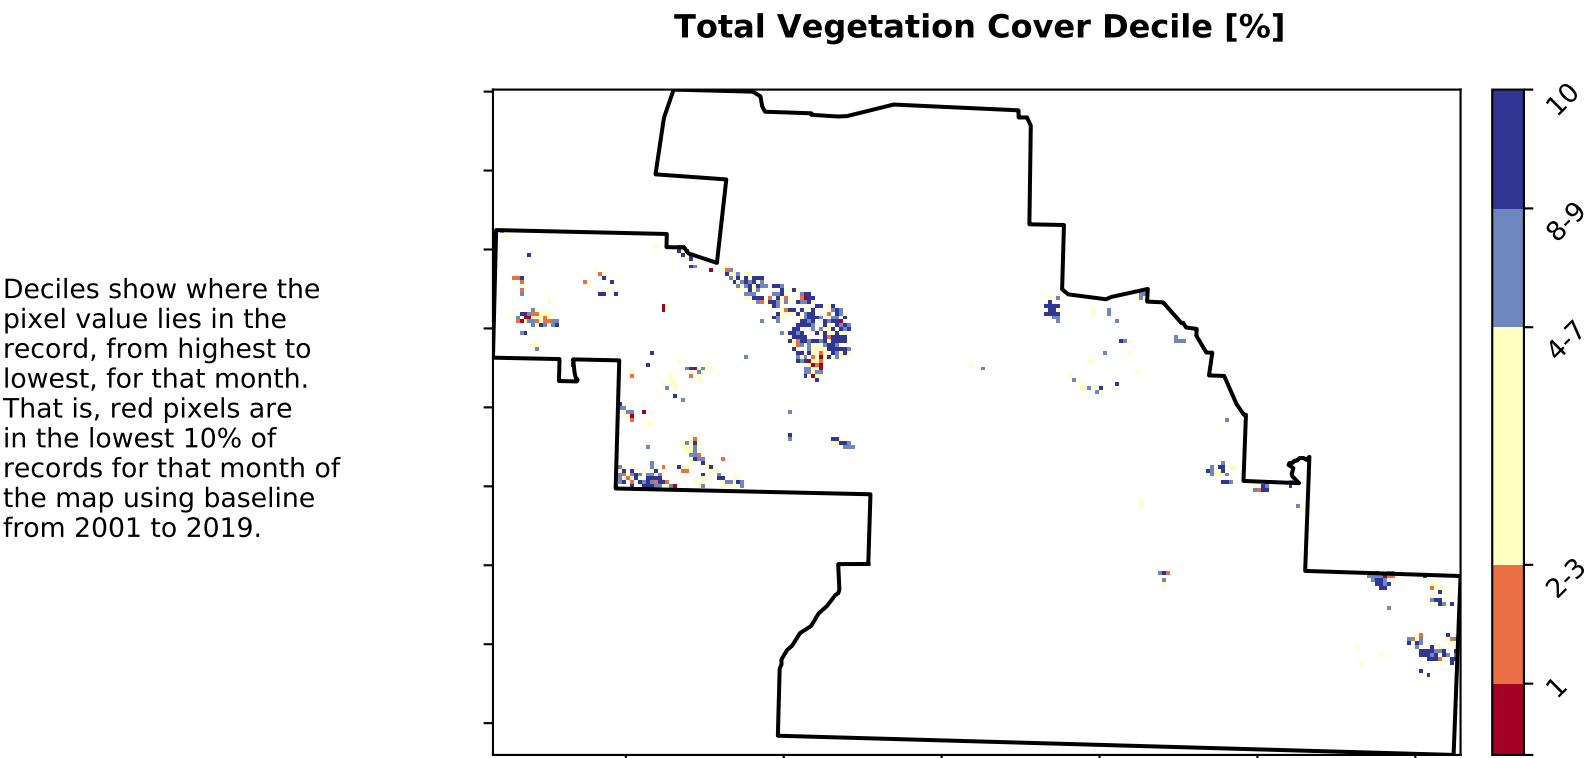 Total Vegetation Cover Decile [%]
Deciles show where the
pixel value lies in the
record, from highest to
lowest, for that month.
That is, red pixels are
in the lowest 10% of
records for that month of
the map using baseline
from 2001 to 2019.
10
8-9
4-7
2-3
1